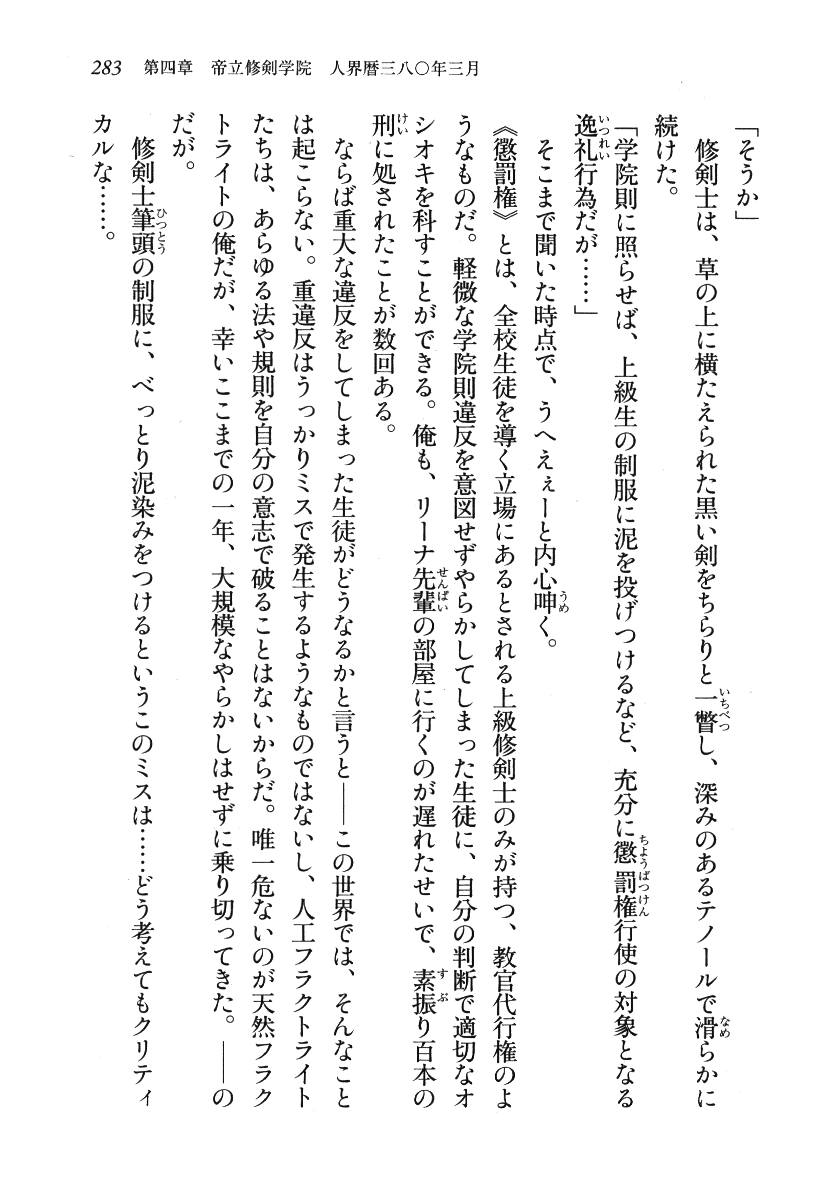 283　第四章　帝立修剣学院　人界暦三八〇年三月
「そうか」
　修剣士は、草の上に横たえられた黒い剣をちらりと一瞥し、深みのあるテノールで滑らかに
続けた。
「学院則に照らせば、上級生の制服に泥を投げつけるなど、充分に懲罰権行使の対象となる
逸礼行為だが……」
　そこまで聞いた時点で、うへえぇーと内心呻く。
《懲罰権》とは、全校生徒を導く立場にあるとされる上級修剣士のみが持つ、教官代行権のよ
うなものだ。軽微な学院則違反を意図せずやらかしてしまった生徒に、自分の判断で適切なオ
シオキを科すことができる。俺も、リーナ先輩の部屋に行くのが遅れたせいで、素振り百本の
刑に処されたことが数回ある。
　ならば重大な違反をしてしまった生徒がどうなるかと言うと――この世界では、そんなこと
は起こらない。重違反はうっかりミスで発生するようなものではないし、人工フラクトライト
たちは、あらゆる法や規則を自分の意志で破ることはないからだ。唯一危ないのが天然フラク
トライトの俺だが、幸いここまでの一年、大規模なやらかしはせずに乗り切ってきた。――の
だが。
　修剣士筆頭の制服に、べっとり泥染みをつけるというこのミスは……どう考えてもクリティ
カルな……。